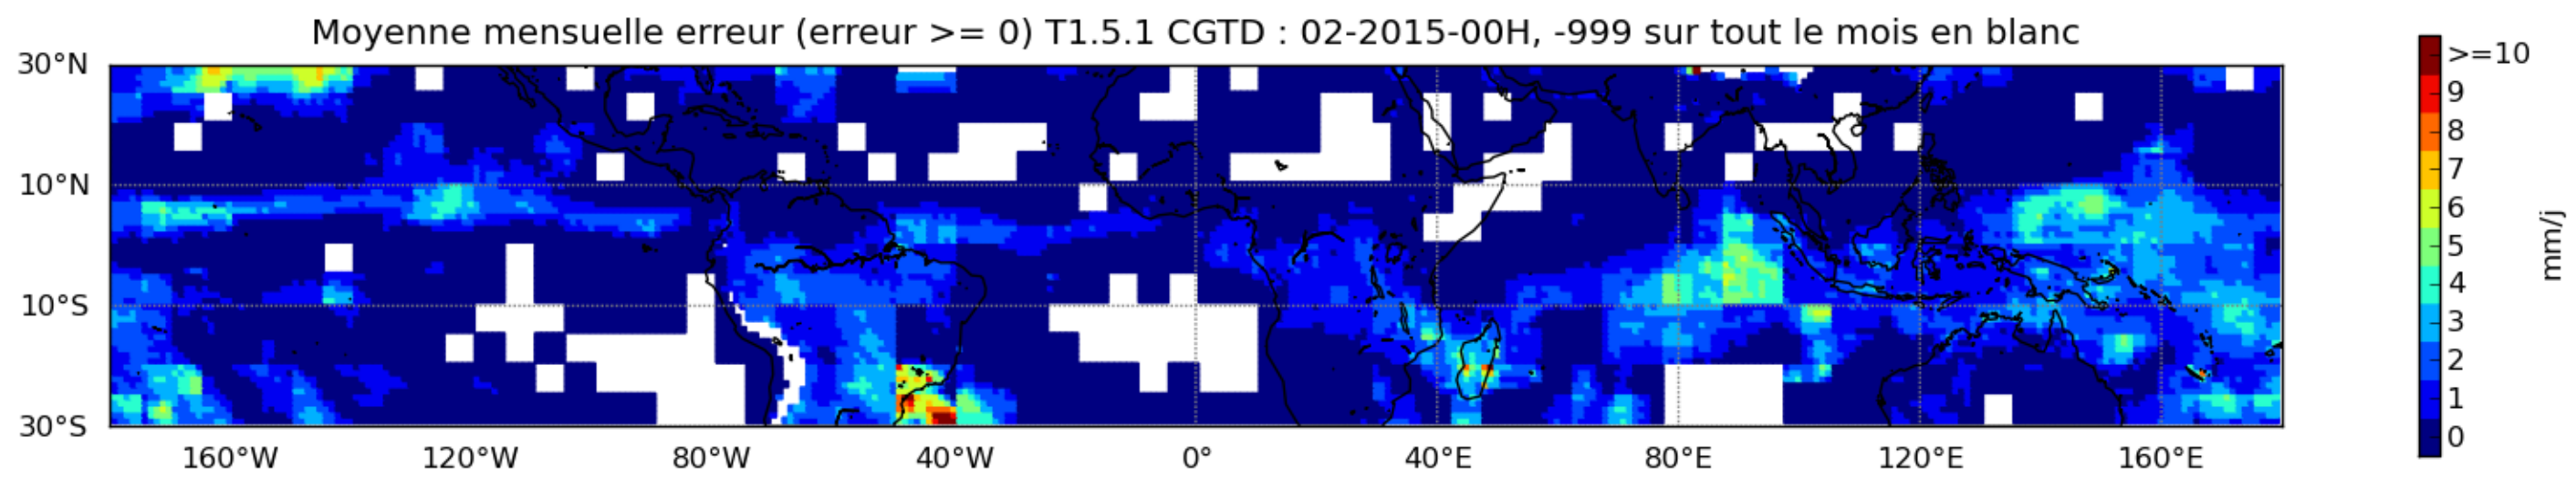 Moyenne mensuelle erreur (erreur >= 0) T1.5.1 CGTD : 02-2015-00H, -999 sur tout le mois en blanc
30°N
10°N
10°S
30°S
160°W 120°W 80°W 40°W 0° 40°E 80°E 120°E 160°E
>=10
9
8
7
6
5
4
3
2
1
0
mm/j